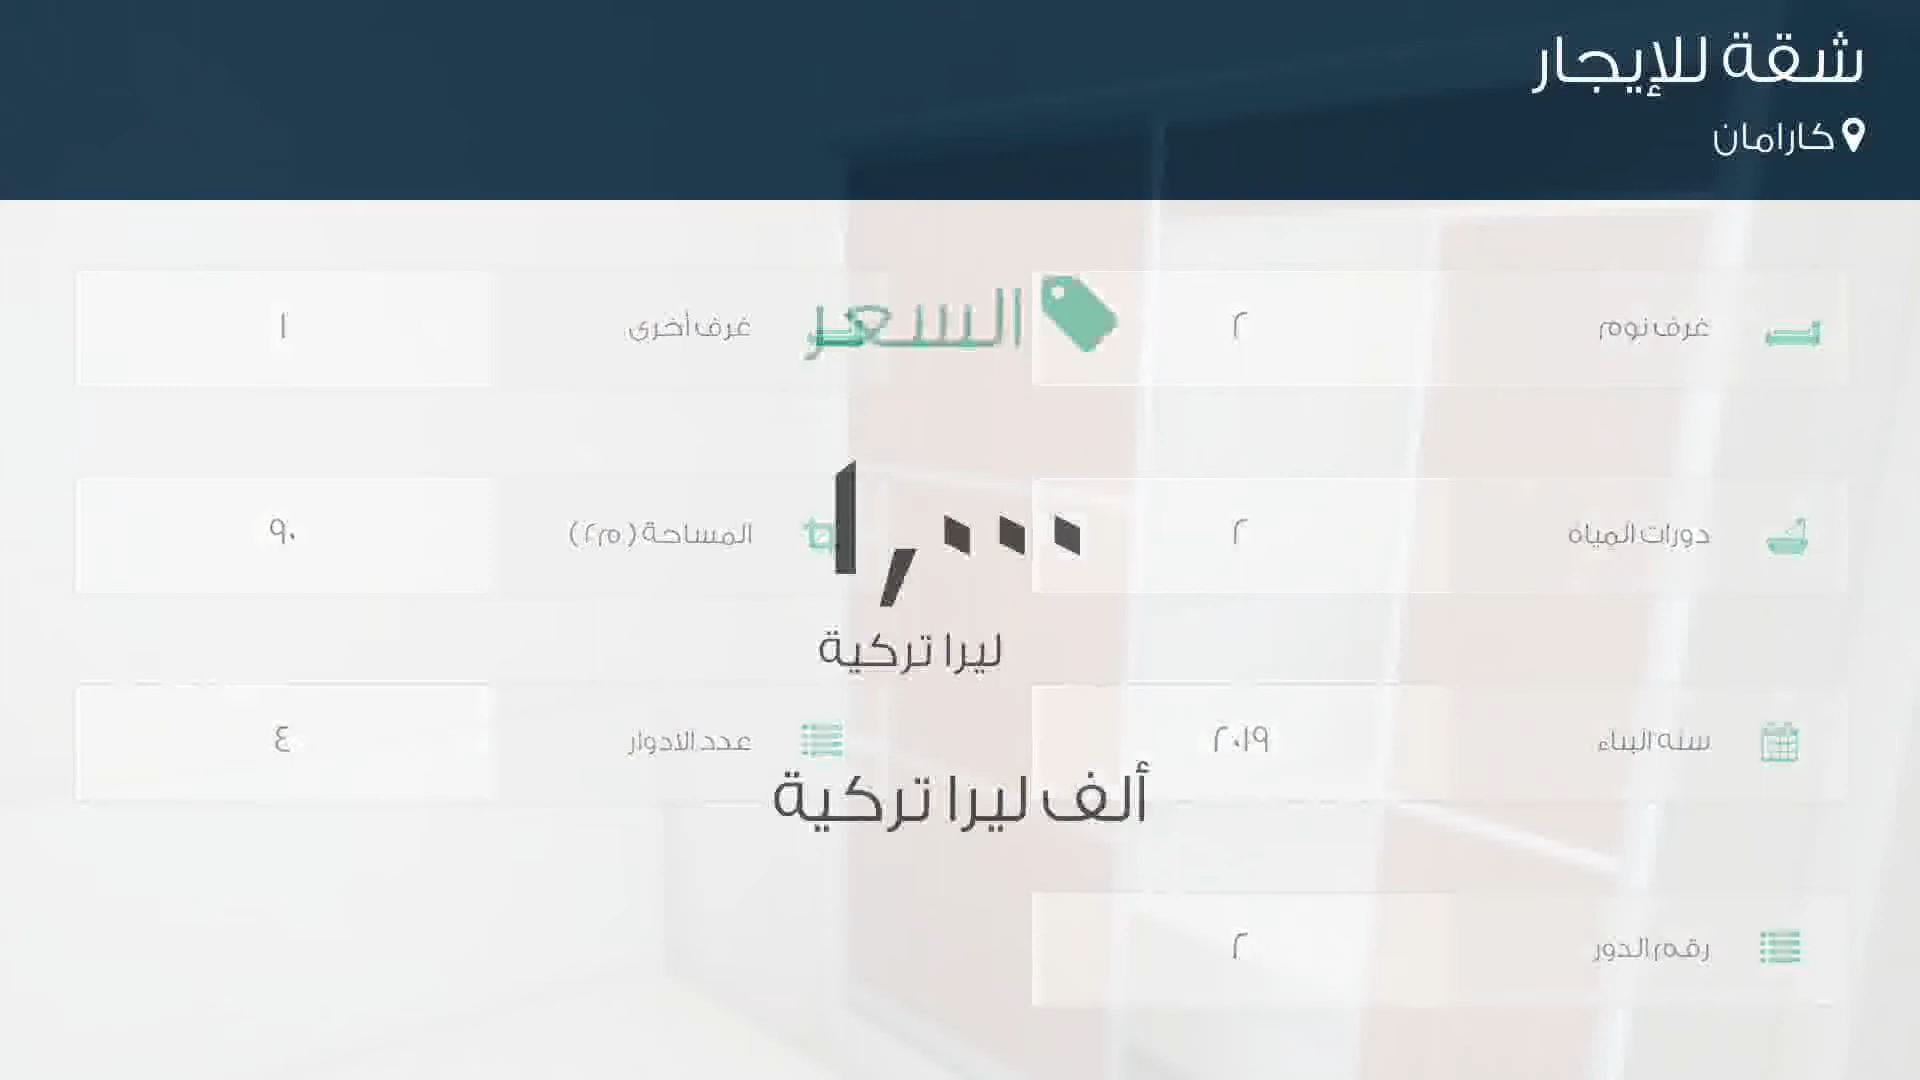 شقة للإيجار
كارامان
السعر
غرف نوم ٢
غرف أخرى ١
دورات المياه ٢
المساحة (م٢) ٩٠
١,٠٠٠
ليرا تركية
سنه البناء ٢٠١٩
عدد الادوار ٤
ألف ليرا تركية
رقم الدور ٢